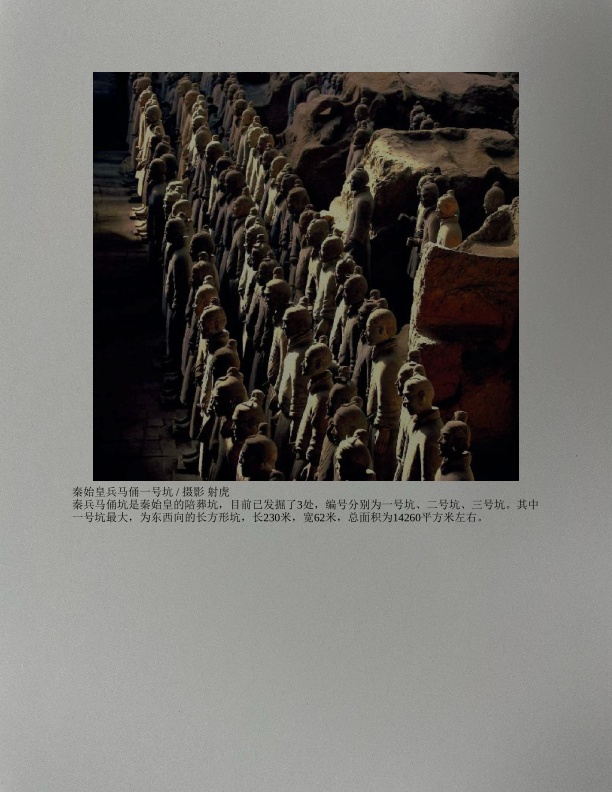 秦始皇兵马俑一号坑 / 摄影 射虎
秦兵马俑坑是秦始皇的陪葬坑，目前已发掘了3处，编号分别为一号坑、二号坑、三号坑。其中
一号坑最大，为东西向的长方形坑，长230米，宽62米，总面积为14260平方米左右。